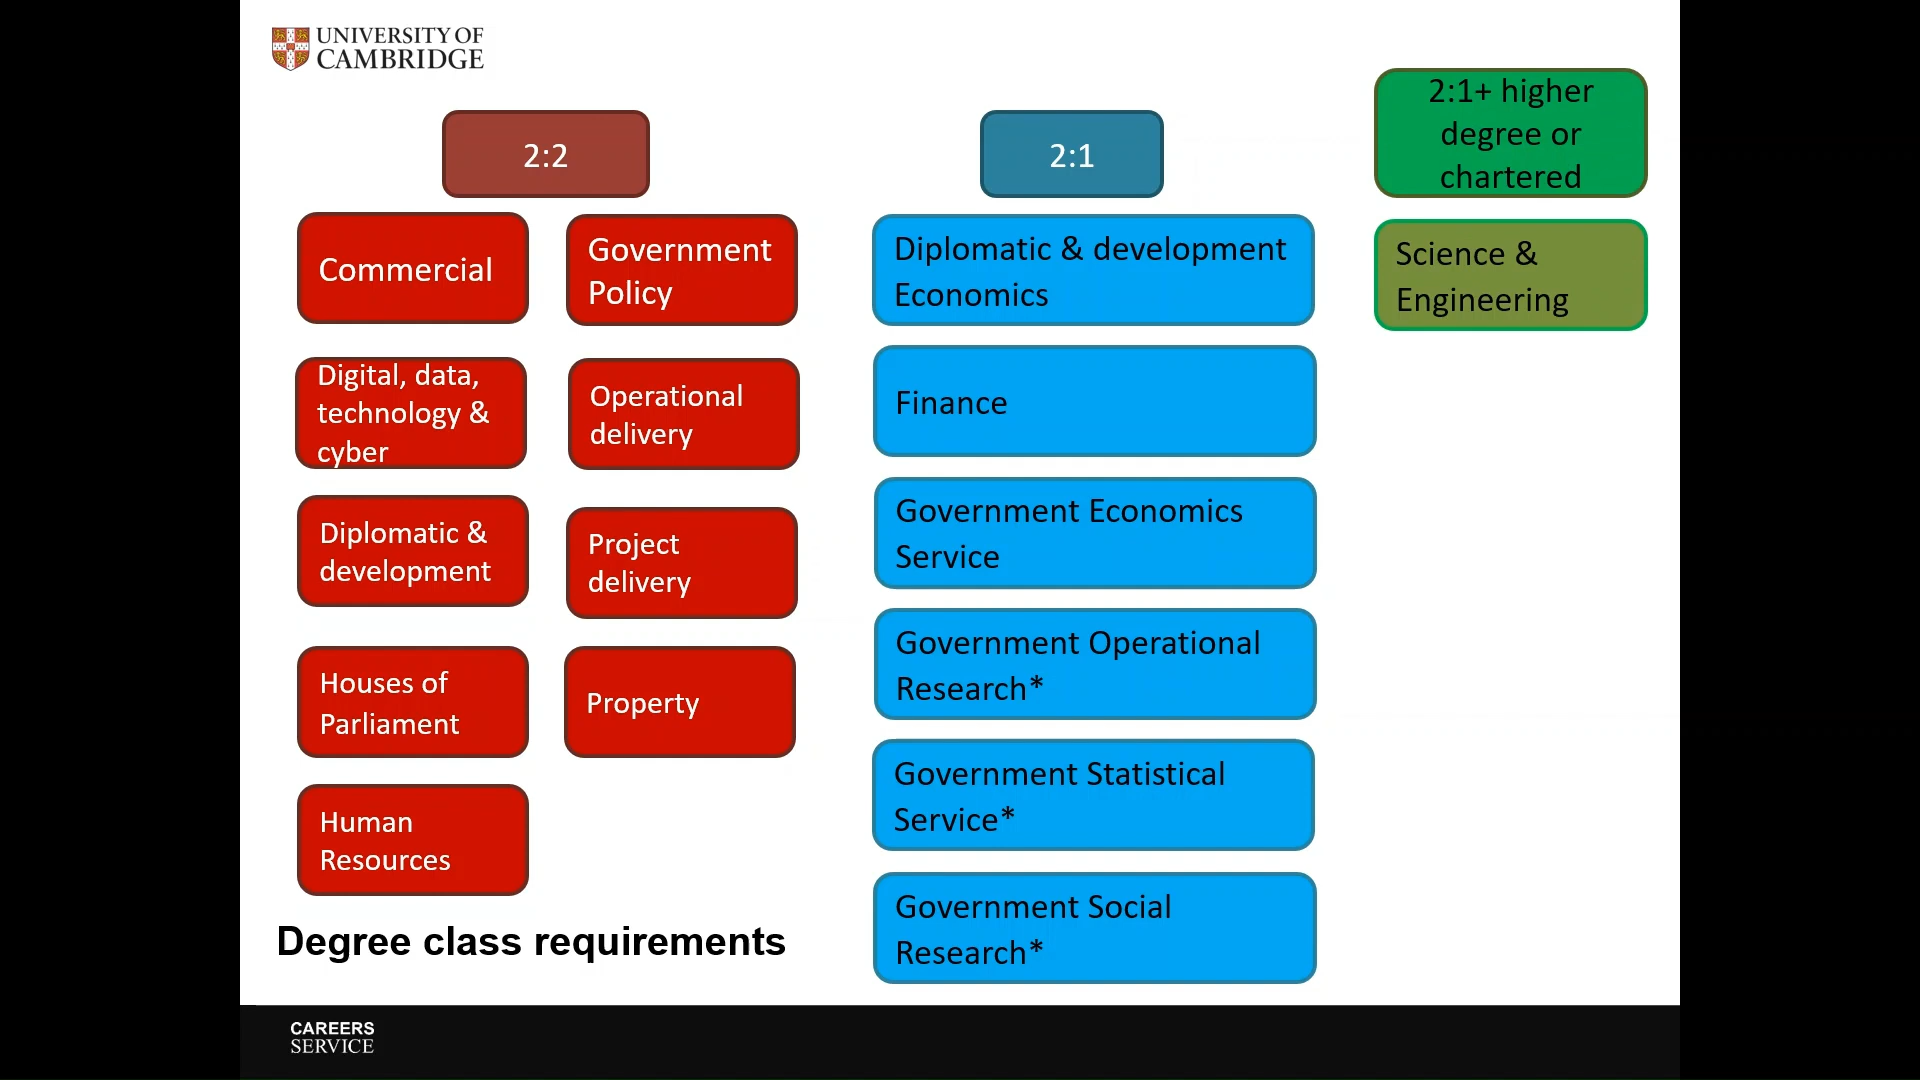 UNIVERSITY OF
CAMBRIDGE
2:2
Commercial
Government
Policy
Digital, data,
technology &
cyber
Operational
delivery
Diplomatic &
development
Project
delivery
Houses of
Parliament
Property
Human
Resources
2:1
Diplomatic & development
Economics
Finance
Government Economics
Service
Government Operational
Research*
Government Statistical
Service*
Government Social
Research*
2:1+ higher
degree or
chartered
Science &
Engineering
Degree class requirements
CAREERS
SERVICE